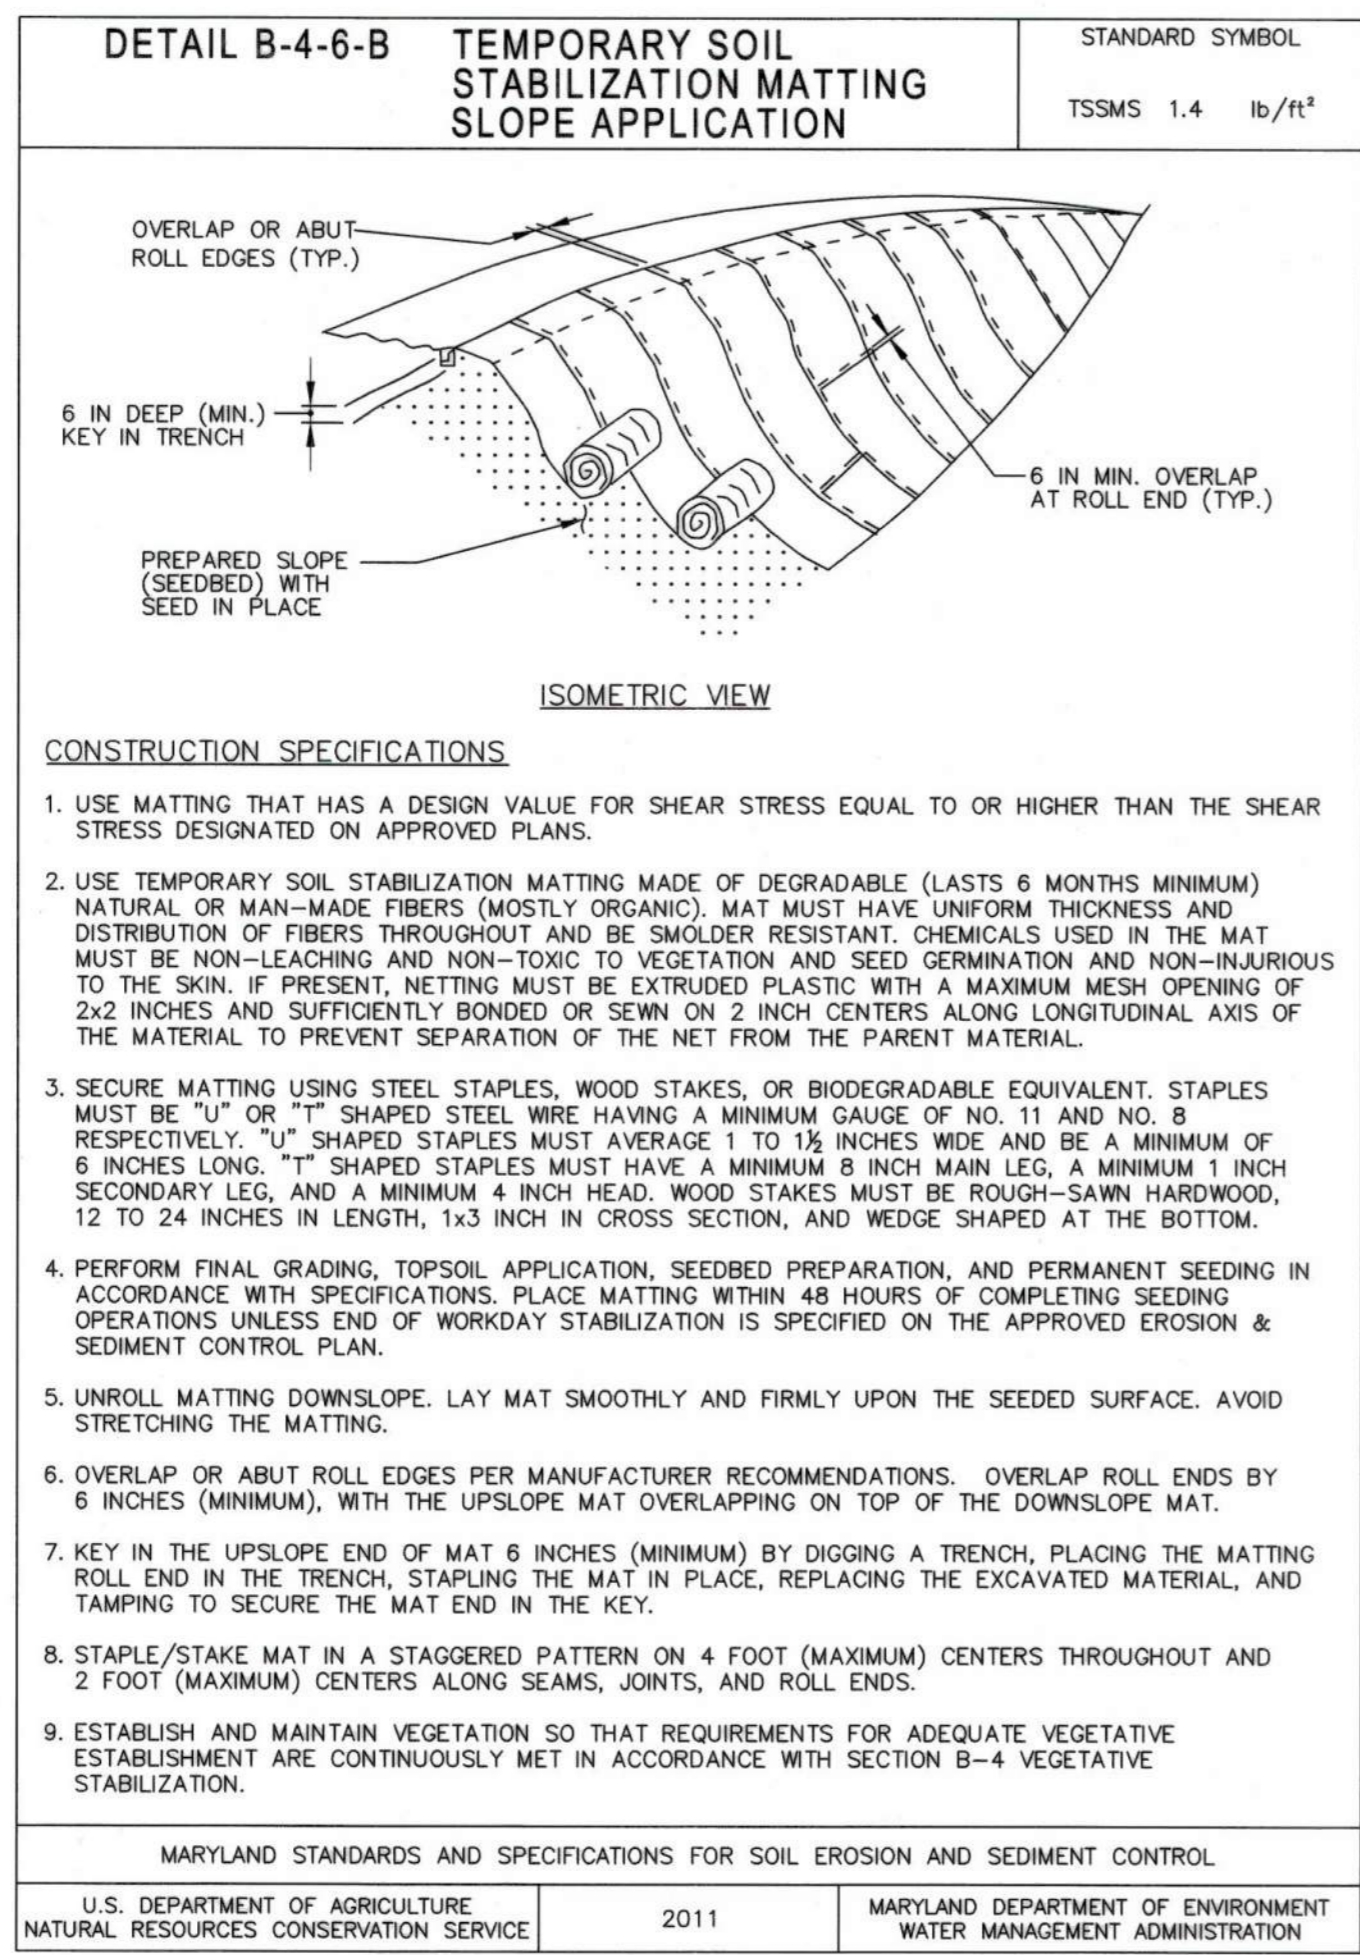 DETAIL B-4-6-B
TEMPORARY SOIL
STABILIZATION MATTING
SLOPE APPLICATION
STANDARD SYMBOL
TSSMS 1.4 lb/ft²
OVERLAP OR ABUT
ROLL EDGES (TYP.)
6 IN DEEP (MIN.)
KEY IN TRENCH
6 IN MIN. OVERLAP
AT ROLL END (TYP.)
PREPARED SLOPE
(SEEDBED) WITH
SEED IN PLACE
ISOMETRIC VIEW
CONSTRUCTION SPECIFICATIONS
1. USE MATTING THAT HAS A DESIGN VALUE FOR SHEAR STRESS EQUAL TO OR HIGHER THAN THE SHEAR
STRESS DESIGNATED ON APPROVED PLANS.
2. USE TEMPORARY SOIL STABILIZATION MATTING MADE OF DEGRADABLE (LASTS 6 MONTHS MINIMUM)
NATURAL OR MAN-MADE FIBERS (MOSTLY ORGANIC). MAT MUST HAVE UNIFORM THICKNESS AND
DISTRIBUTION OF FIBERS THROUGHOUT AND BE SMOLDER RESISTANT. CHEMICALS USED IN THE MAT
MUST BE NON-LEACHING AND NON-TOXIC TO VEGETATION AND SEED GERMINATION AND NON-INJURIOUS
TO THE SKIN. IF PRESENT, NETTING MUST BE EXTRUDED PLASTIC WITH A MAXIMUM MESH OPENING OF
2x2 INCHES AND SUFFICIENTLY BONDED OR SEWN ON 2 INCH CENTERS ALONG LONGITUDINAL AXIS OF
THE MATERIAL TO PREVENT SEPARATION OF THE NET FROM THE PARENT MATERIAL.
3. SECURE MATTING USING STEEL STAPLES, WOOD STAKES, OR BIODEGRADABLE EQUIVALENT. STAPLES
MUST BE "U" OR "T" SHAPED STEEL WIRE HAVING A MINIMUM GAUGE OF NO. 11 AND NO. 8
RESPECTIVELY. "U" SHAPED STAPLES MUST AVERAGE 1 TO 1½ INCHES WIDE AND BE A MINIMUM OF
6 INCHES LONG. "T" SHAPED STAPLES MUST HAVE A MINIMUM 8 INCH MAIN LEG, A MINIMUM 1 INCH
SECONDARY LEG, AND A MINIMUM 4 INCH HEAD. WOOD STAKES MUST BE ROUGH-SAWN HARDWOOD,
12 TO 24 INCHES IN LENGTH, 1x3 INCH IN CROSS SECTION, AND WEDGE SHAPED AT THE BOTTOM.
4. PERFORM FINAL GRADING, TOPSOIL APPLICATION, SEEDBED PREPARATION, AND PERMANENT SEEDING IN
ACCORDANCE WITH SPECIFICATIONS. PLACE MATTING WITHIN 48 HOURS OF COMPLETING SEEDING
OPERATIONS UNLESS END OF WORKDAY STABILIZATION IS SPECIFIED ON THE APPROVED EROSION &
SEDIMENT CONTROL PLAN.
5. UNROLL MATTING DOWNSLOPE. LAY MAT SMOOTHLY AND FIRMLY UPON THE SEEDED SURFACE. AVOID
STRETCHING THE MATTING.
6. OVERLAP OR ABUT ROLL EDGES PER MANUFACTURER RECOMMENDATIONS. OVERLAP ROLL ENDS BY
6 INCHES (MINIMUM), WITH THE UPSLOPE MAT OVERLAPPING ON TOP OF THE DOWNSLOPE MAT.
7. KEY IN THE UPSLOPE END OF MAT 6 INCHES (MINIMUM) BY DIGGING A TRENCH, PLACING THE MATTING
ROLL END IN THE TRENCH, STAPLING THE MAT IN PLACE, REPLACING THE EXCAVATED MATERIAL, AND
TAMPING TO SECURE THE MAT END IN THE KEY.
8. STAPLE/STAKE MAT IN A STAGGERED PATTERN ON 4 FOOT (MAXIMUM) CENTERS THROUGHOUT AND
2 FOOT (MAXIMUM) CENTERS ALONG SEAMS, JOINTS, AND ROLL ENDS.
9. ESTABLISH AND MAINTAIN VEGETATION SO THAT REQUIREMENTS FOR ADEQUATE VEGETATIVE
ESTABLISHMENT ARE CONTINUOUSLY MET IN ACCORDANCE WITH SECTION B-4 VEGETATIVE
STABILIZATION.
MARYLAND STANDARDS AND SPECIFICATIONS FOR SOIL EROSION AND SEDIMENT CONTROL
U.S. DEPARTMENT OF AGRICULTURE
NATURAL RESOURCES CONSERVATION SERVICE
2011
MARYLAND DEPARTMENT OF ENVIRONMENT
WATER MANAGEMENT ADMINISTRATION